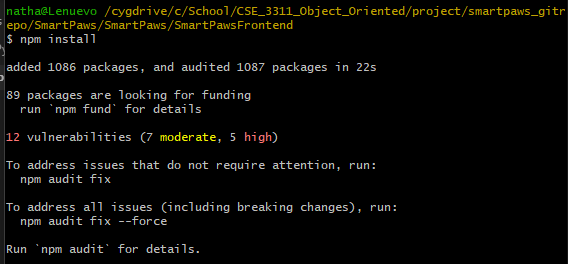 natha@Lenuevo /cygdrive/c/School/CSE_3311_Object_Oriented/project/smartpaws_gitr
epo/SmartPaws/SmartPaws/SmartPawsFrontend
$ npm install
added 1086 packages, and audited 1087 packages in 22s
89 packages are looking for funding
  run `npm fund` for details
12 vulnerabilities (7 moderate, 5 high)
To address issues that do not require attention, run:
  npm audit fix
To address all issues (including breaking changes), run:
  npm audit fix --force
Run `npm audit` for details.